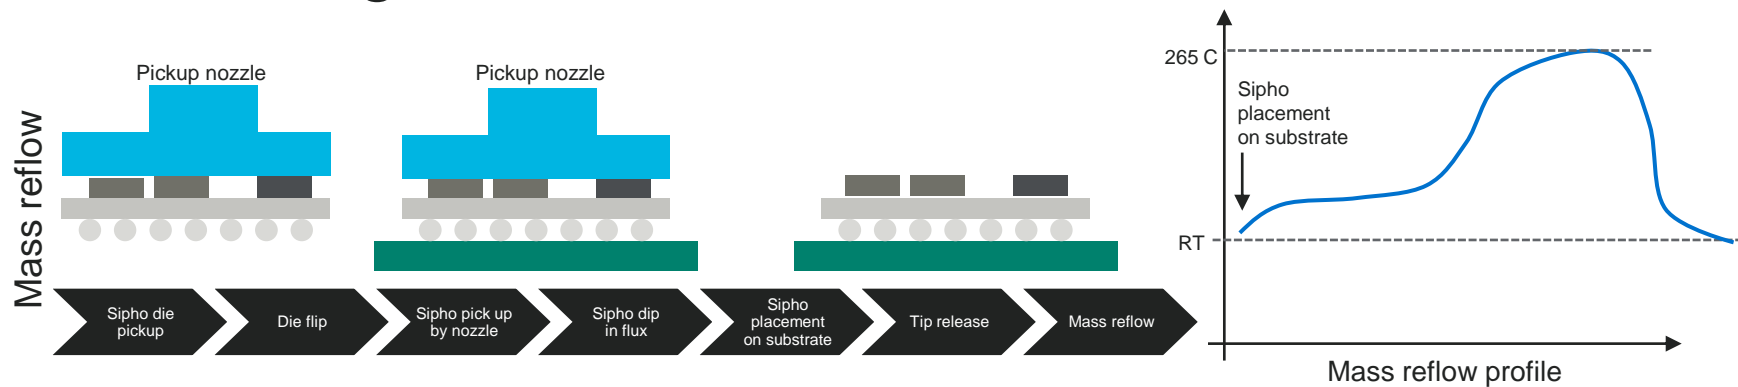 Pickup nozzle
Pickup nozzle
Mass reflow
Sipho die
pickup
Die flip
Sipho pick up
by nozzle
Sipho dip
in flux
Sipho
placement
on substrate
Tip release
Mass reflow
265 C
Sipho
placement
on substrate
RT
Mass reflow profile